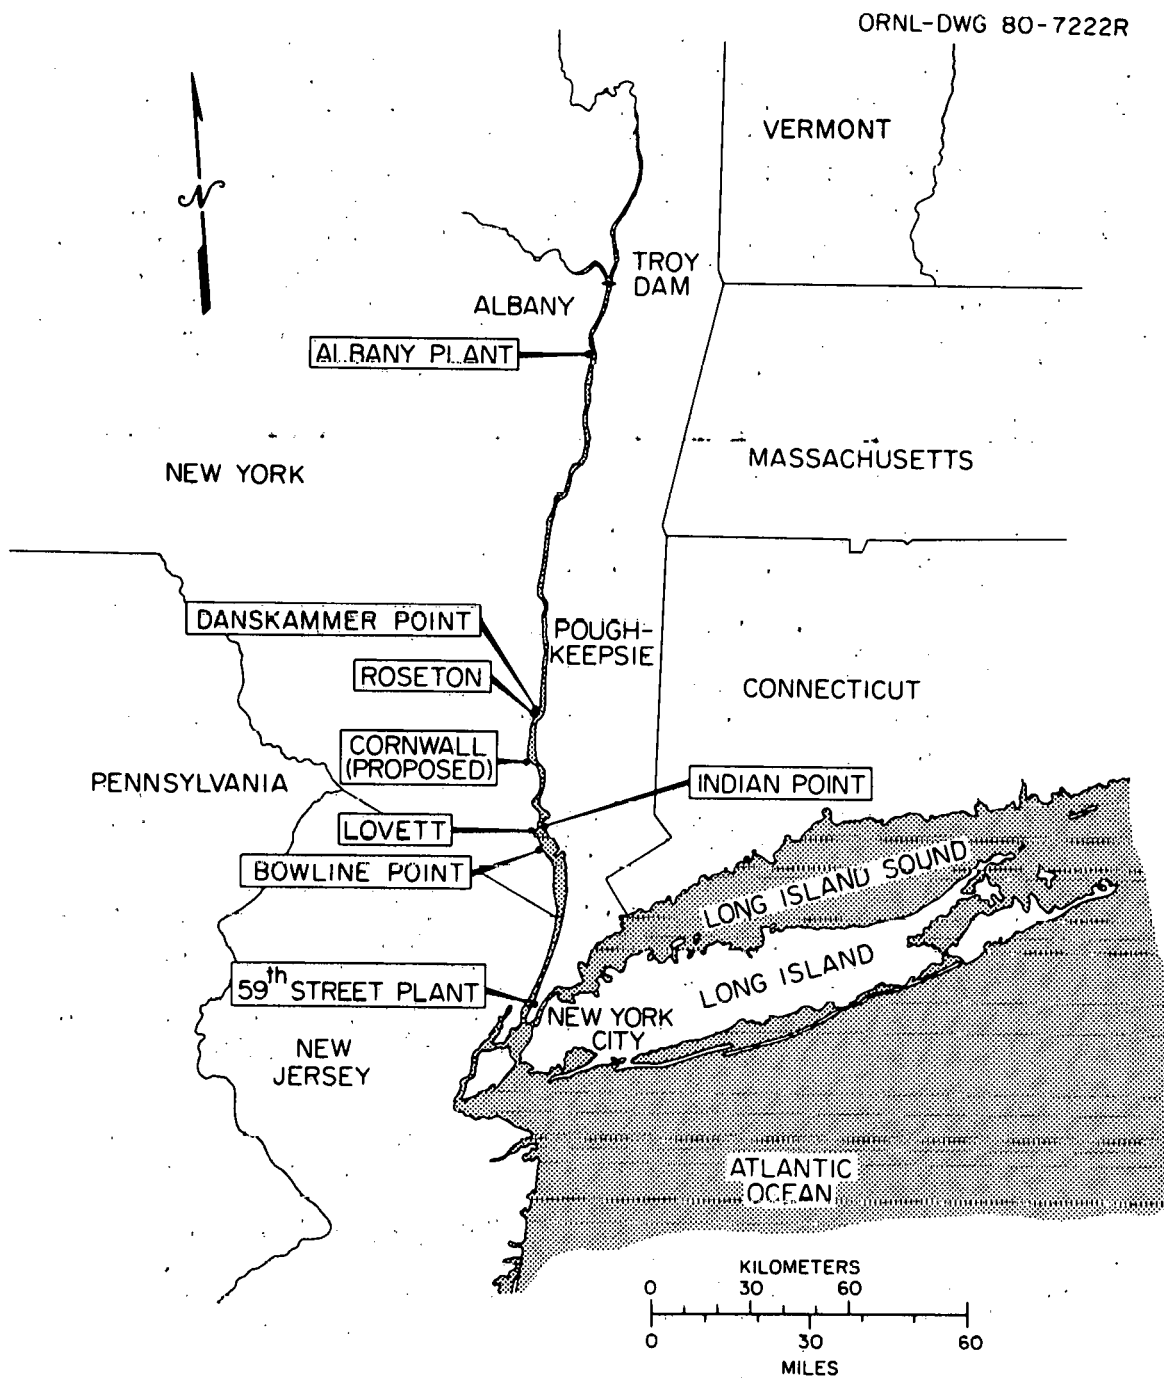 ORNL-DWG 80-7222R
VERMONT
N
TROY
DAM
ALBANY
ALBANY PLANT
NEW YORK
MASSACHUSETTS
DANSKAMMER POINT
POUGH-
KEEPSIE
ROSETON
CONNECTICUT
CORNWALL
(PROPOSED)
PENNSYLVANIA
INDIAN POINT
LOVETT
BOWLINE POINT
LONG ISLAND SOUND
LONG ISLAND
59th STREET PLANT
NEW YORK
CITY
NEW
JERSEY
ATLANTIC
OCEAN
KILOMETERS
0 30 60
0 30 60
MILES